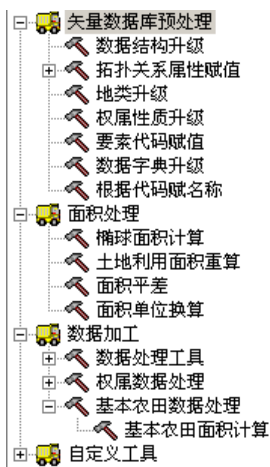 矢量数据库预处理
数据结构升级
拓扑关系属性赋值
地类升级
权属性质升级
要素代码赋值
数据字典升级
根据代码赋名称
面积处理
椭球面积计算
土地利用面积重算
面积平差
面积单位换算
数据加工
数据处理工具
权属数据处理
基本农田数据处理
基本农田面积计算
自定义工具